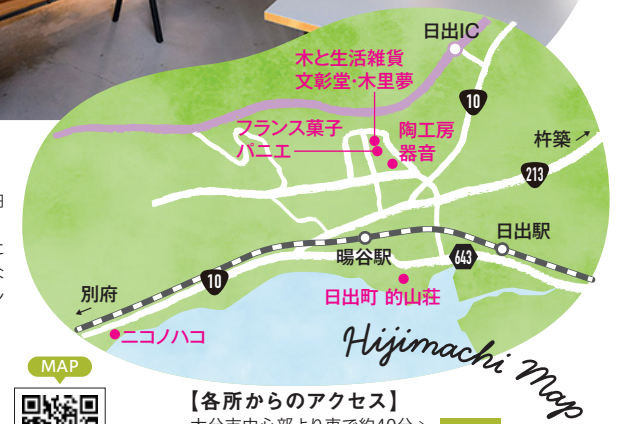 日出IC
木と生活雑貨
文彰堂・木里夢
10
フランス菓子
パニエ
陶工房
器音
杵築
213
日出駅
暘谷駅
643
10
別府
日出町 的山荘
ニコノハコ
Hijimachi Map
MAP
【各所からのアクセス】